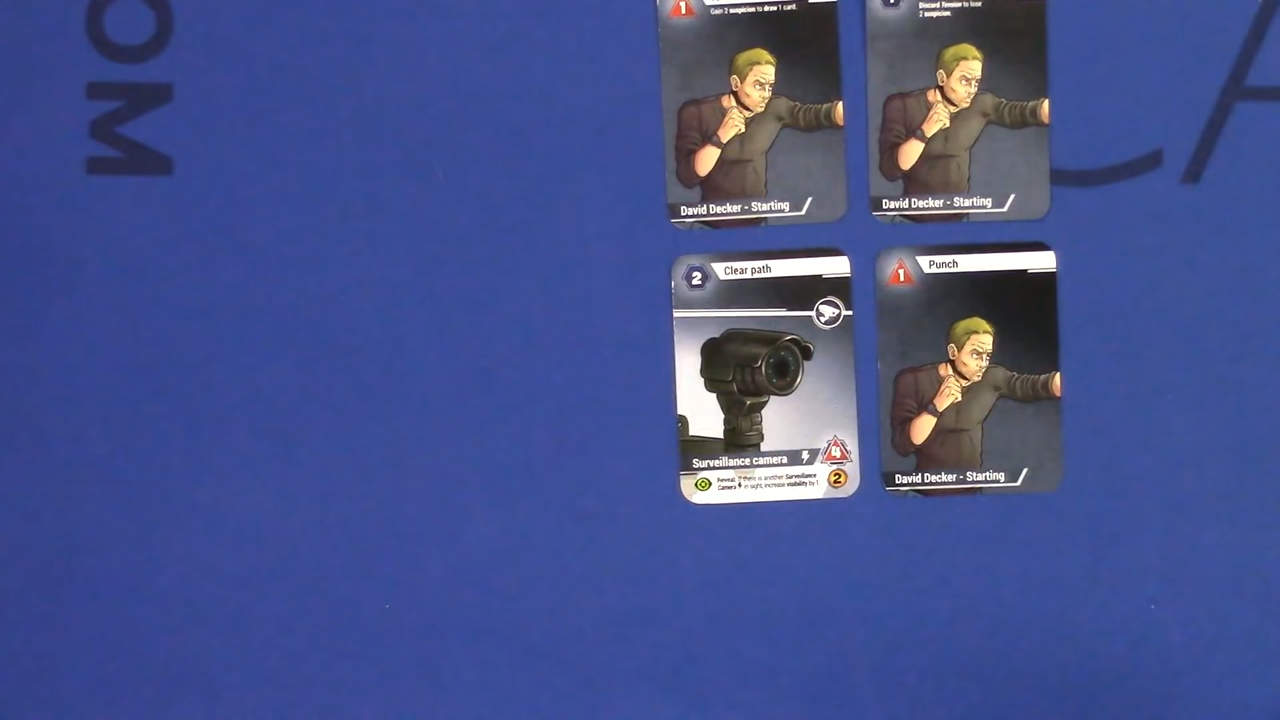 OM
1
Gain 2 suspicion to draw 1 card.
David Decker - Starting
Discard Tension to lose
2 suspicion.
David Decker - Starting
2
Clear path
4
Surveillance camera
Reveal: If there is another Surveillance
Camera in sight, increase visibility by 1.
2
1
Punch
David Decker - Starting